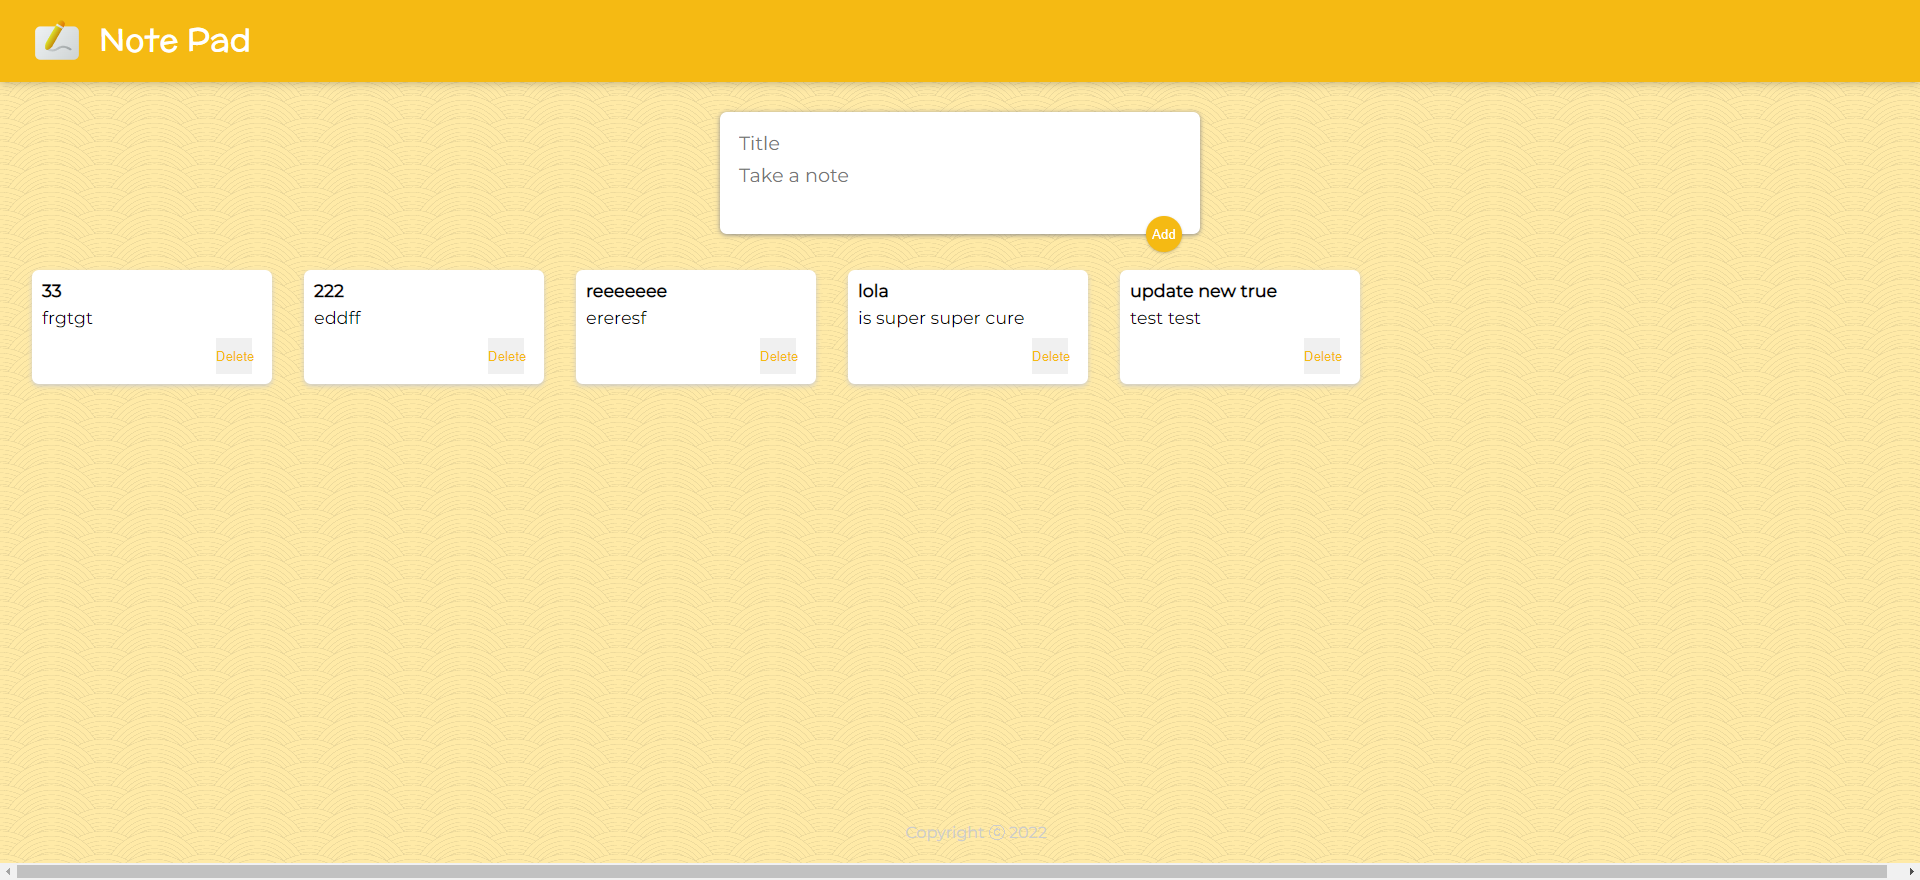 Note Pad
Title
Take a note
Add
33
frgtgt
Delete
222
eddff
Delete
reeeeeee
ereresf
Delete
lola
is super super cure
Delete
update new true
test test
Delete
Copyright ⓒ 2022